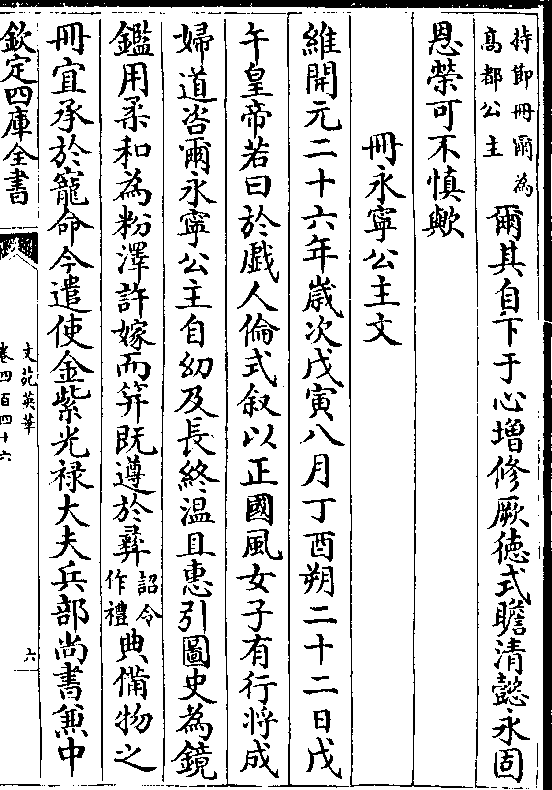 持節冊爾為
高都公主
爾其自下于心增修厥徳式瞻清懿永固
恩榮可不慎歟
冊永寧公主文
維開元二十六年嵗次戊寅八月丁酉朔二十二日戊
午皇帝若曰於戯人倫式叙以正國風女子有行将成
婦道咨爾永寧公主自幼及長終温且惠引圖史為鏡
鑑用柔和為粉澤許嫁而笄既遵於彛
詔令
作禮
典備物之
冊宜承於寵命今遣使金紫光禄大夫兵部尚書兼中
欽定四庫全書
文苑英華
卷四百四十六
六